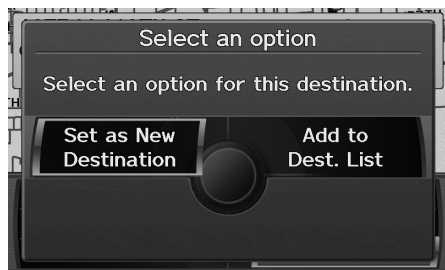 Select an option
Select an option for this destination.
Set as New
Destination
Add to
Dest. List